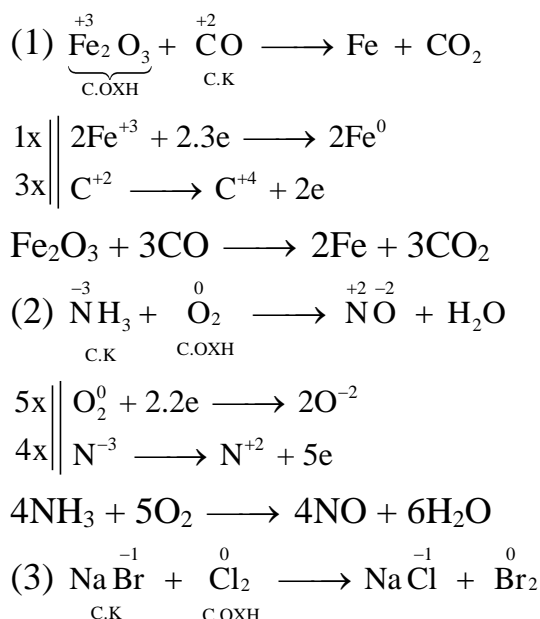 +3 +2
(1) Fe₂O₃ + CO ⟶ Fe + CO₂
C.OXH C.K
1x 2Fe⁺³ + 2.3e ⟶ 2Fe⁰
3x C⁺² ⟶ C⁺⁴ + 2e
Fe₂O₃ + 3CO ⟶ 2Fe + 3CO₂
−3 0 +2 −2
(2) NH₃ + O₂ ⟶ NO + H₂O
C.K C.OXH
5x O₂⁰ + 2.2e ⟶ 2O⁻²
4x N⁻³ ⟶ N⁺² + 5e
4NH₃ + 5O₂ ⟶ 4NO + 6H₂O
−1 0 −1 0
(3) NaBr + Cl₂ ⟶ NaCl + Br₂
C.K C.OXH